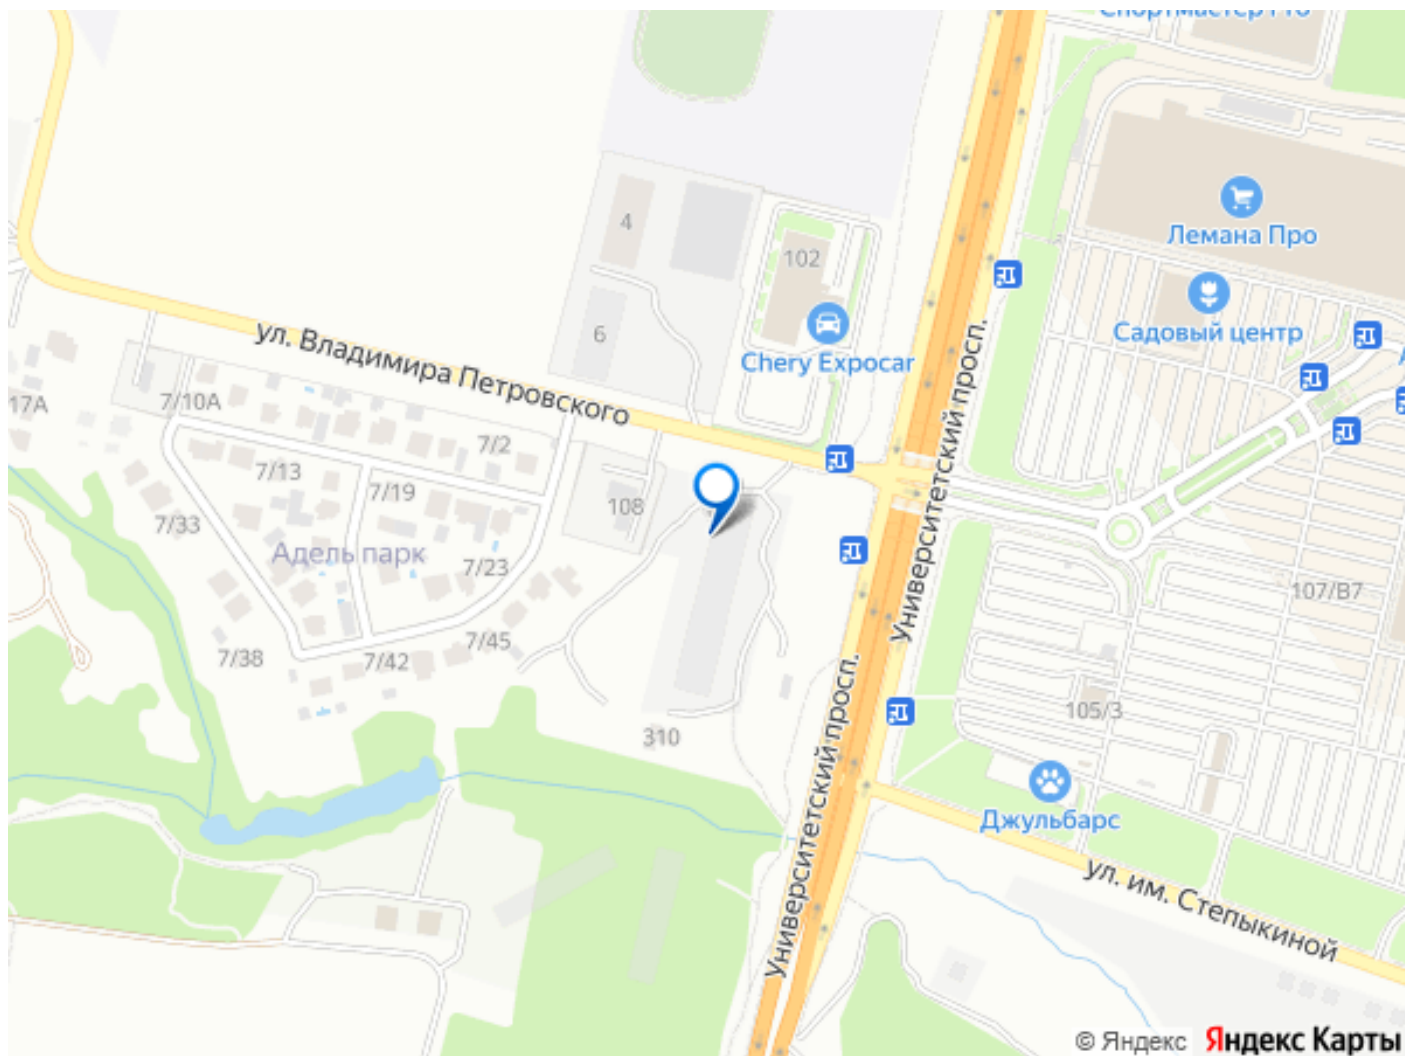 4
102
Лемана Про
Садовый центр
6
Chery Expocar
ул. Владимира Петровского
17А
7/10А
7/2
7/13
7/19
108
7/33
Адель парк
7/23
Университетский просп.
107/В7
7/38
7/42
7/45
310
105/3
Университетский просп.
Джульбарс
ул. им. Степыкиной
Университетский просп.
© Яндекс Яндекс Карты